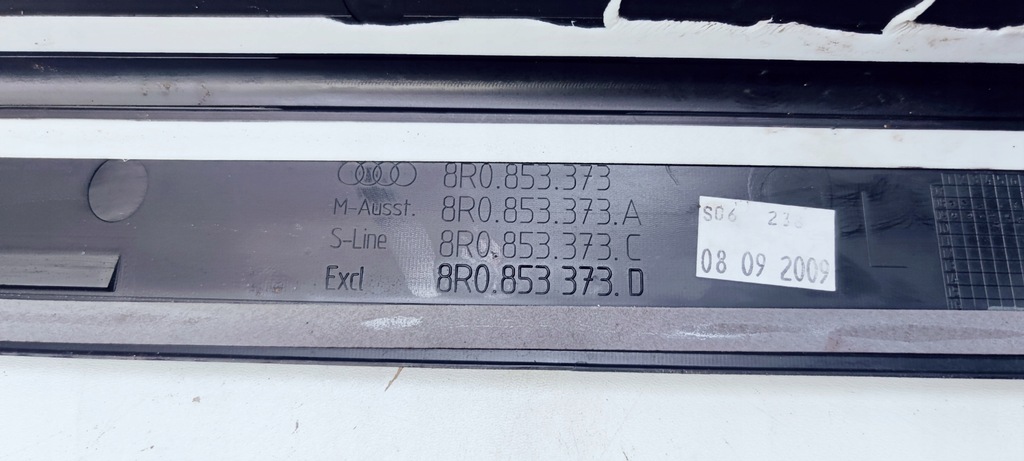 8R0.853.373
M-Ausst. 8R0.853.373.A
S-Line 8R0.853.373.C
Excl 8R0.853 373. D
S06
08 09 2009